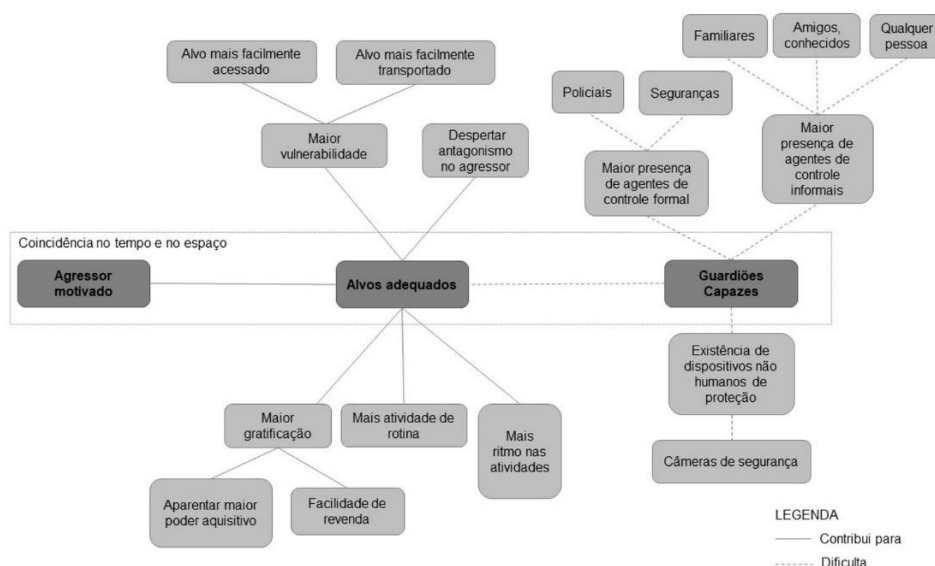 Familiares
Amigos,
conhecidos
Qualquer
pessoa
Alvo mais facilmente
acessado
Alvo mais facilmente
transportado
Policiais
Seguranças
Maior
vulnerabilidade
Despertar
antagonismo
no agressor
Maior presença
de agentes de
controle formal
Maior
presença de
agentes de
controle
informais
Coincidência no tempo e no espaço
Agressor
motivado
Alvos adequados
Guardiões
Capazes
Existência de
dispositivos não
humanos de
proteção
Maior
gratificação
Mais atividade de
rotina
Mais
ritmo nas
atividades
Câmeras de segurança
Aparentar maior
poder aquisitivo
Facilidade de
revenda
LEGENDA
Contribui para
Dificulta